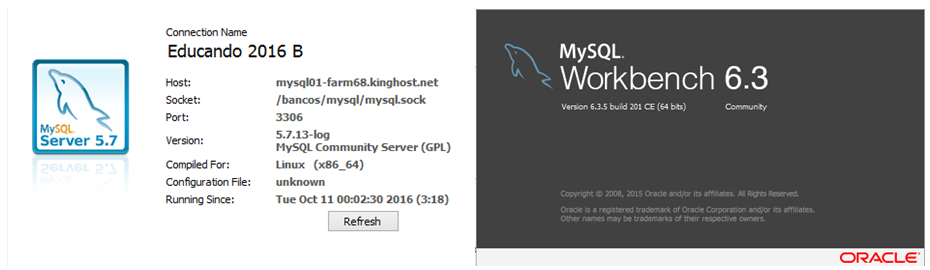 Connection Name
Educando 2016 B
Host: mysql01-farm68.kinghost.net
Socket: /bancos/mysql/mysql.sock
Port: 3306
Version: 5.7.13-log
MySQL Community Server (GPL)
Compiled For: Linux (x86_64)
Configuration File: unknown
Running Since: Tue Oct 11 00:02:30 2016 (3:18)
Refresh
MySQL
Server 5.7
MySQL
Workbench 6.3
Version 6.3.5 build 201 CE (64 bits) Community
Copyright © 2008, 2015 Oracle and/or its affiliates. All Rights Reserved.
Oracle is a registered trademark of Oracle Corporation and/or its affiliates.
Other names may be trademarks of their respective owners.
ORACLE